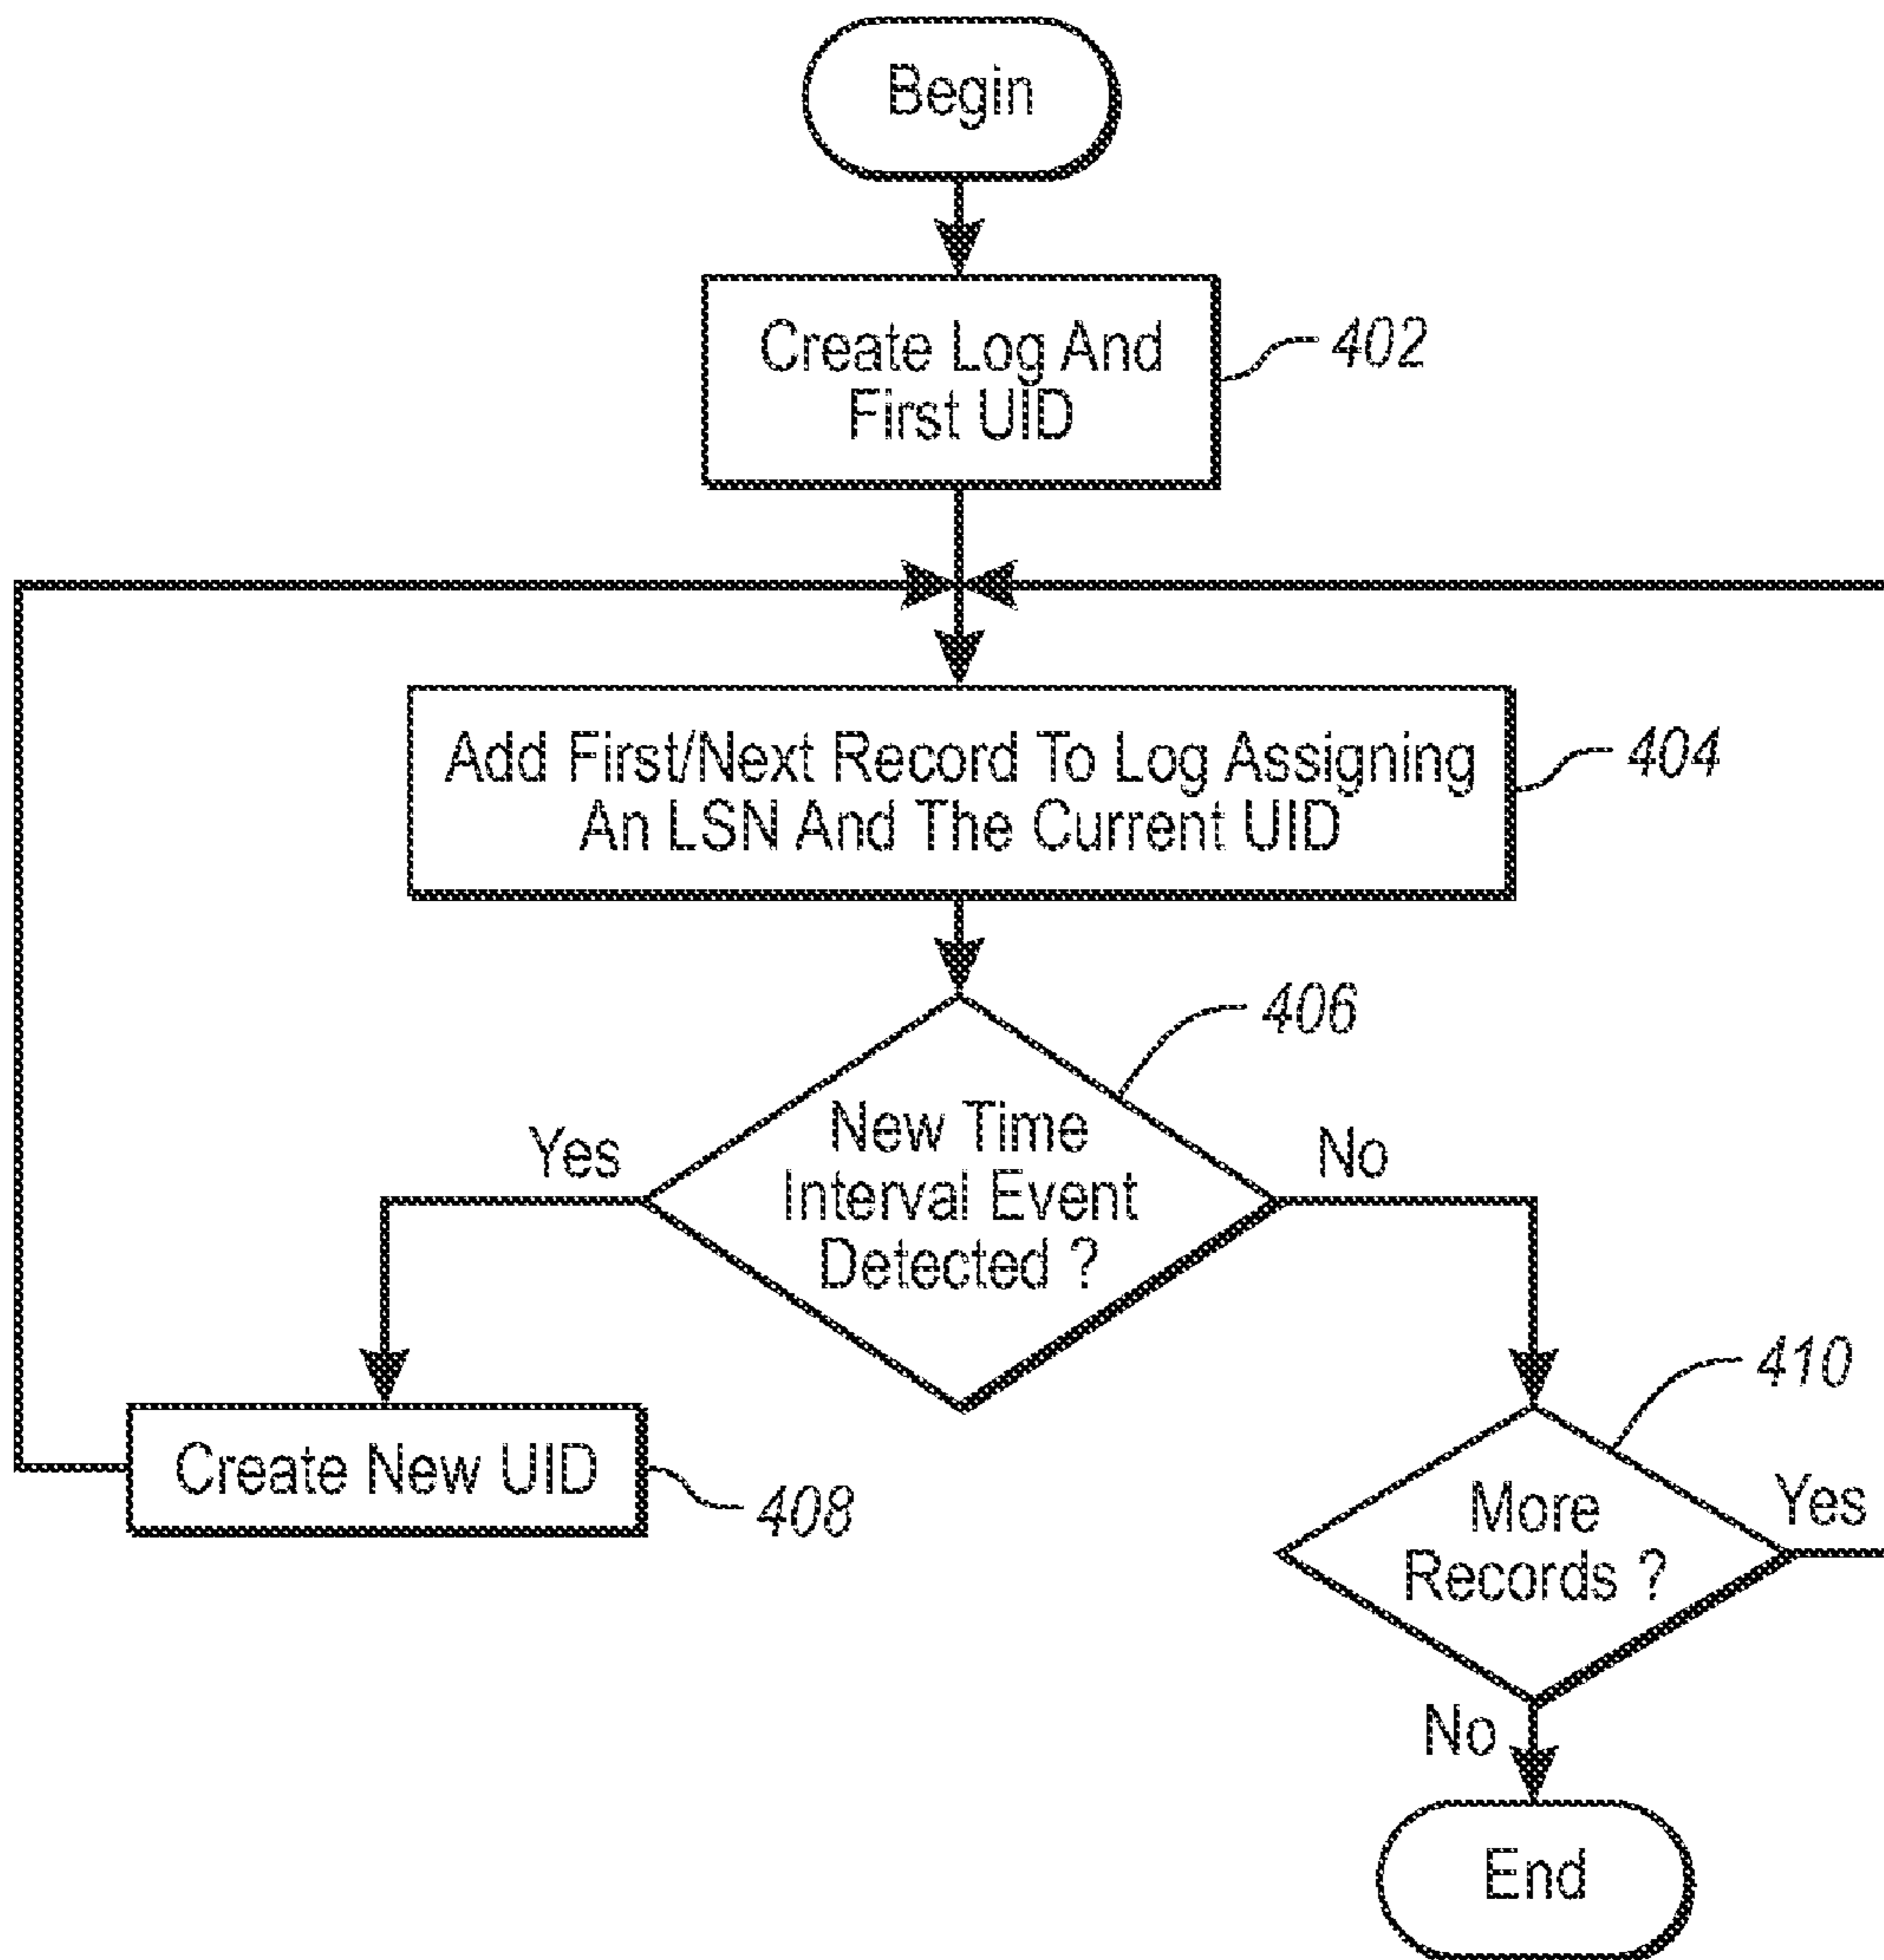 Begin
Create Log And
First UID
402
Add First/Next Record To Log Assigning
An LSN And The Current UID
404
406
New Time
Interval Event
Detected ?
Yes
No
Create New UID
408
410
More
Records ?
Yes
No
End